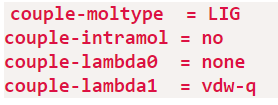 couple-moltype = LIG
couple-intramol = no
couple-lambda0 = none
couple-lambda1 = vdw-q